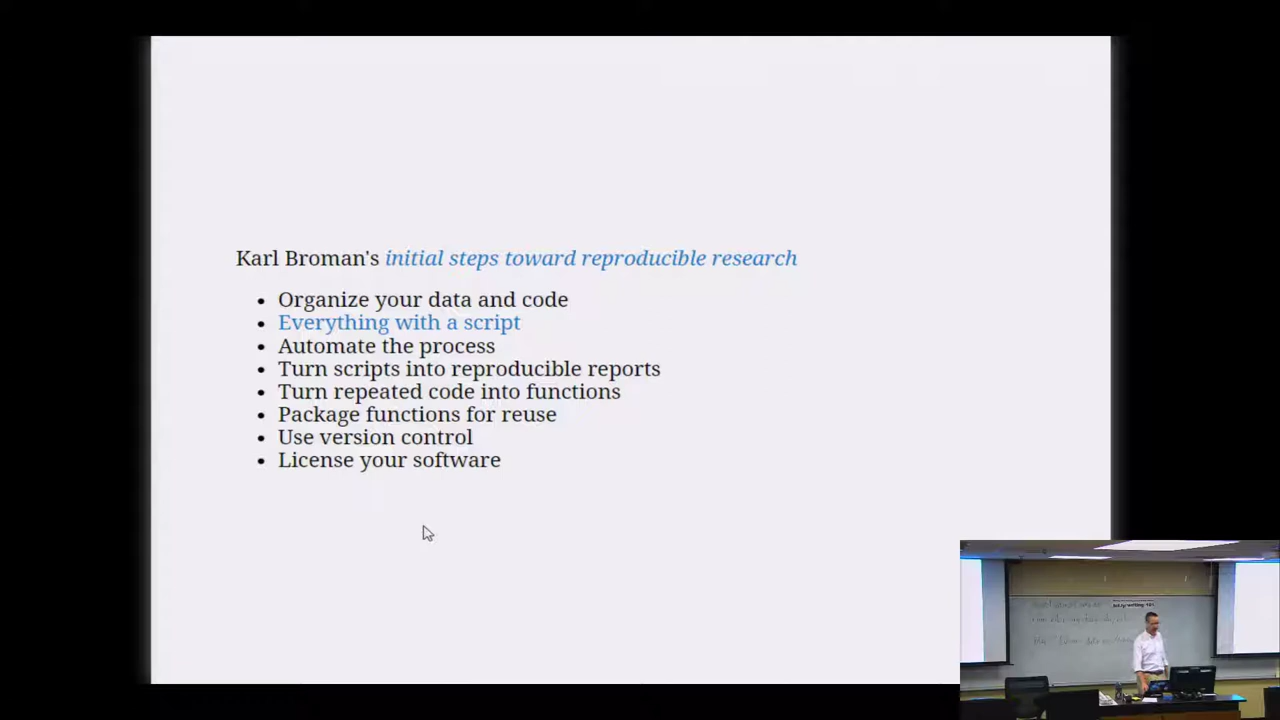 Karl Broman's initial steps toward reproducible research
• Organize your data and code
• Everything with a script
• Automate the process
• Turn scripts into reproducible reports
• Turn repeated code into functions
• Package functions for reuse
• Use version control
• License your software